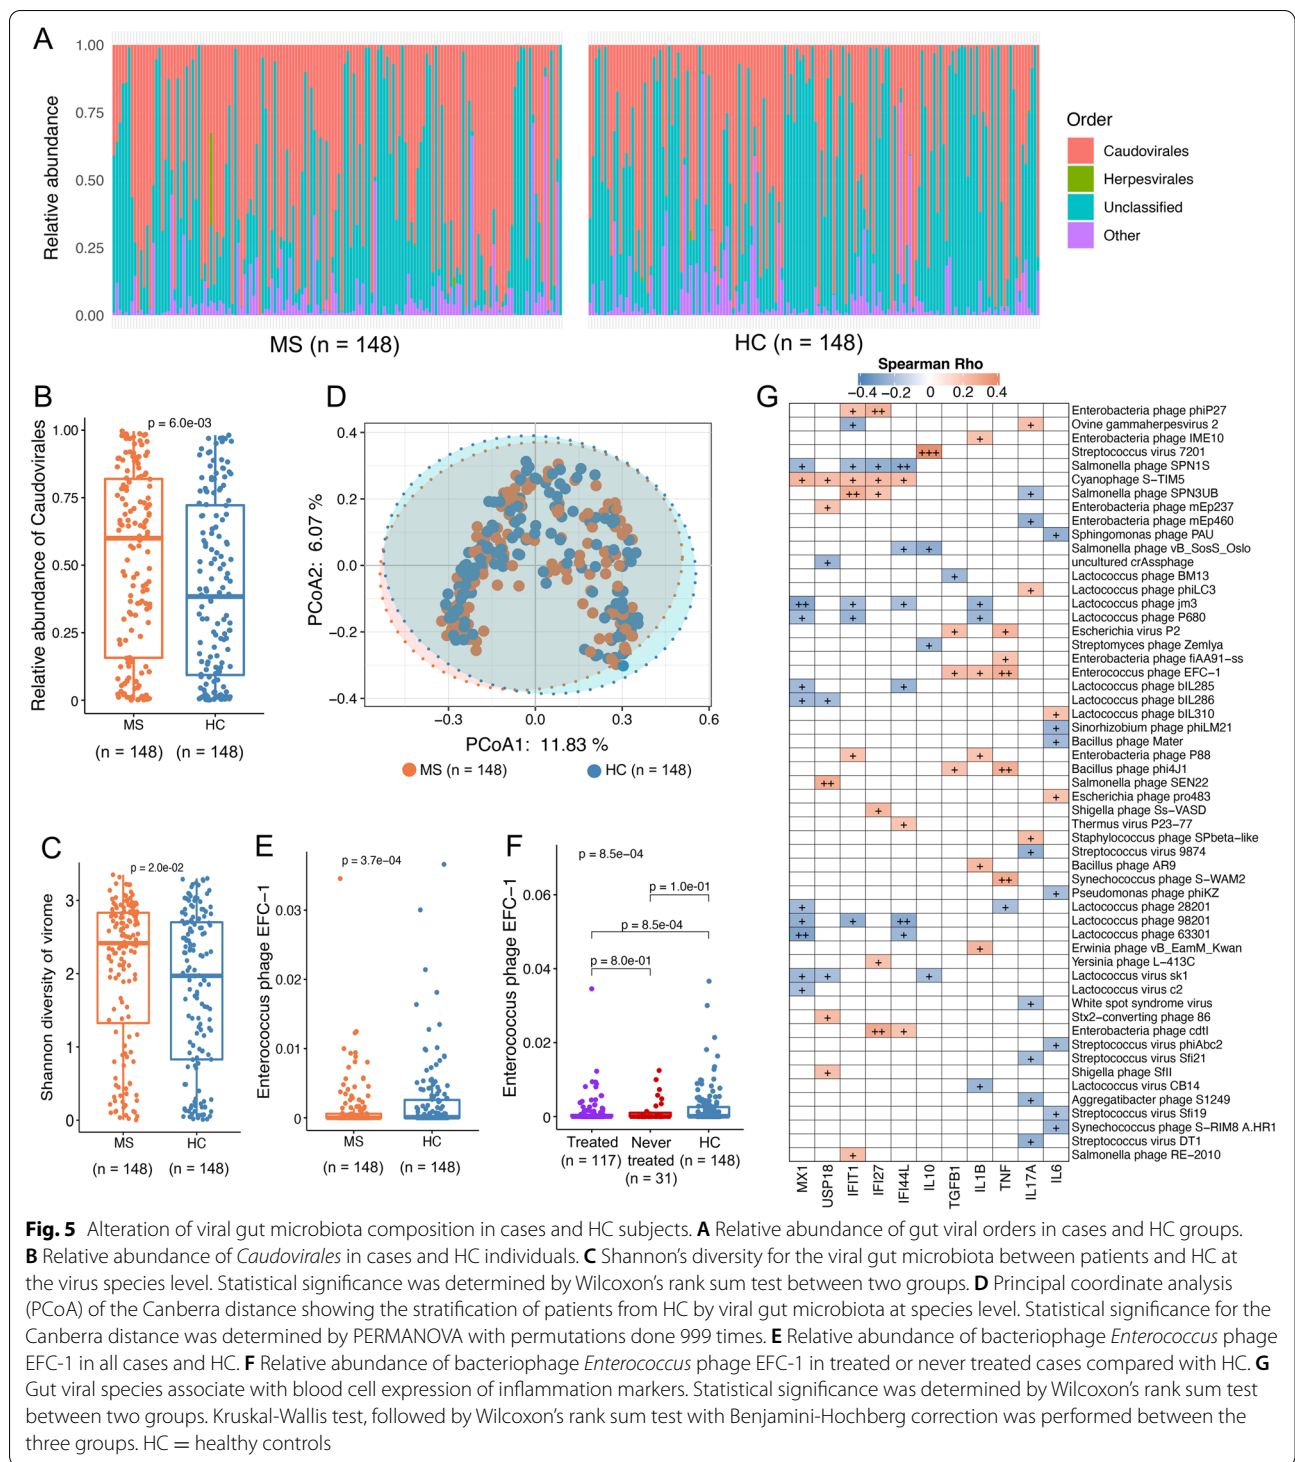 A
1.00
0.75
0.50
0.25
0.00
Relative abundance
MS (n = 148)
HC (n = 148)
Order
Caudovirales
Herpesvirales
Unclassified
Other
B
Relative abundance of Caudovirales
1.00
0.75
0.50
0.25
0
p = 6.0e-03
MS
HC
(n = 148)
(n = 148)
D
PCoA2: 6.07 %
0.4
0.2
0.0
−0.2
−0.4
−0.3
0.0
0.3
0.6
PCoA1: 11.83 %
MS (n = 148)
HC (n = 148)
C
Shannon diversity of virome
3
2
1
0
p = 2.0e-02
MS
HC
(n = 148)
(n = 148)
E
Enterococcus phage EFC−1
0.03
0.02
0.01
0
p = 3.7e−04
MS
HC
(n = 148)
(n = 148)
F
Enterococcus phage EFC−1
0.06
0.04
0.02
0
p = 8.5e−04
p = 1.0e-01
p = 8.5e-04
p = 8.0e-01
Treated
(n = 117)
Never
treated
(n = 31)
HC
(n = 148)
G
Spearman Rho
−0.4 −0.2 0 0.2 0.4
+ ++ Enterobacteria phage phiP27
+ + Ovine gammaherpesvirus 2
+ Enterobacteria phage IME10
+++ Streptococcus virus 7201
+ + + ++ Salmonella phage SPN1S
+ + + + + Cyanophage S−TIM5
++ + + Salmonella phage SPN3UB
+ Enterobacteria phage mEp237
+ Enterobacteria phage mEp460
+ Sphingomonas phage PAU
+ + Salmonella phage vB_SosS_Oslo
+ uncultured crAssphage
+ Lactococcus phage BM13
+ Lactococcus phage phiLC3
++ + + + Lactococcus phage jm3
+ + + Lactococcus phage P680
+ + Escherichia virus P2
+ Streptomyces phage Zemlya
+ Enterobacteria phage fiAA91−ss
+ + ++ Enterococcus phage EFC−1
+ + Lactococcus phage bIL285
+ + Lactococcus phage bIL286
+ Lactococcus phage bIL310
+ Sinorhizobium phage phiLM21
+ Bacillus phage Mater
+ + Enterobacteria phage P88
+ ++ Bacillus phage phi4J1
++ Salmonella phage SEN22
+ Escherichia phage pro483
+ Shigella phage Ss−VASD
+ Thermus virus P23−77
+ Staphylococcus phage SPbeta−like
+ Streptococcus virus 9874
+ Bacillus phage AR9
++ Synechococcus phage S−WAM2
+ Pseudomonas phage phiKZ
+ + Lactococcus phage 28201
+ + ++ Lactococcus phage 98201
++ + Lactococcus phage 63301
+ Erwinia phage vB_EamM_Kwan
+ Yersinia phage L−413C
+ + + Lactococcus virus sk1
+ Lactococcus virus c2
+ White spot syndrome virus
+ Stx2−converting phage 86
++ + Enterobacteria phage cdtI
+ Streptococcus virus phiAbc2
+ Streptococcus virus Sfi21
+ Shigella phage SfII
+ Lactococcus virus CB14
+ Aggregatibacter phage S1249
+ Streptococcus virus Sfi19
+ Synechococcus phage S−RIM8 A.HR1
+ Streptococcus virus DT1
+ Salmonella phage RE−2010
MX1
USP18
IFIT1
IFI27
IFI44L
IL10
TGFB1
IL1B
TNF
IL17A
IL6
Fig. 5 Alteration of viral gut microbiota composition in cases and HC subjects. A Relative abundance of gut viral orders in cases and HC groups.
B Relative abundance of Caudovirales in cases and HC individuals. C Shannon's diversity for the viral gut microbiota between patients and HC at
the virus species level. Statistical significance was determined by Wilcoxon's rank sum test between two groups. D Principal coordinate analysis
(PCoA) of the Canberra distance showing the stratification of patients from HC by viral gut microbiota at species level. Statistical significance for the
Canberra distance was determined by PERMANOVA with permutations done 999 times. E Relative abundance of bacteriophage Enterococcus phage
EFC-1 in all cases and HC. F Relative abundance of bacteriophage Enterococcus phage EFC-1 in treated or never treated cases compared with HC. G
Gut viral species associate with blood cell expression of inflammation markers. Statistical significance was determined by Wilcoxon's rank sum test
between two groups. Kruskal-Wallis test, followed by Wilcoxon's rank sum test with Benjamini-Hochberg correction was performed between the
three groups. HC = healthy controls